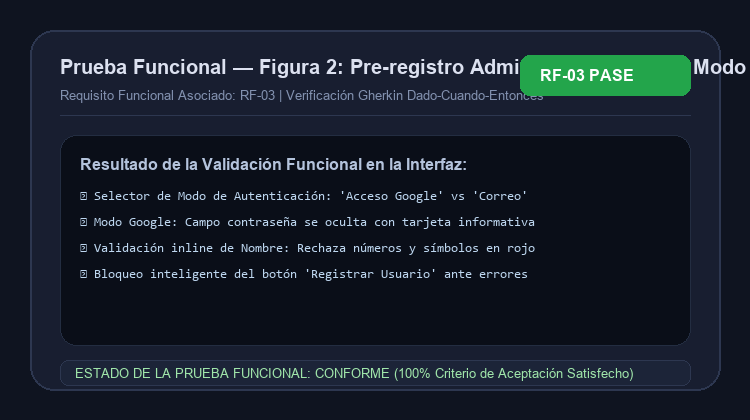 Prueba Funcional — Figura 2: Pre-registro Admi Modo
RF-03 PASE
Requisito Funcional Asociado: RF-03 | Verificación Gherkin Dado-Cuando-Entonces
Resultado de la Validación Funcional en la Interfaz:
Selector de Modo de Autenticación: 'Acceso Google' vs 'Correo'
Modo Google: Campo contraseña se oculta con tarjeta informativa
Validación inline de Nombre: Rechaza números y símbolos en rojo
Bloqueo inteligente del botón 'Registrar Usuario' ante errores
ESTADO DE LA PRUEBA FUNCIONAL: CONFORME (100% Criterio de Aceptación Satisfecho)